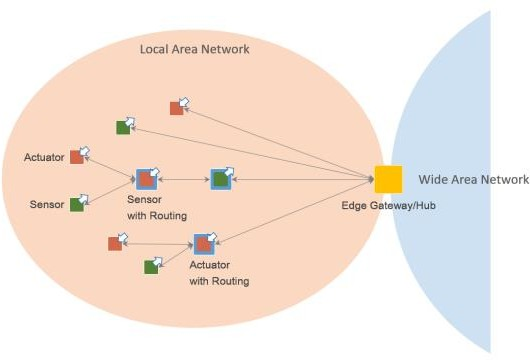 Local Area Network
Actuator
Wide Area Network
Sensor
Sensor
with Routing
Edge Gateway/Hub
Actuator
with Routing